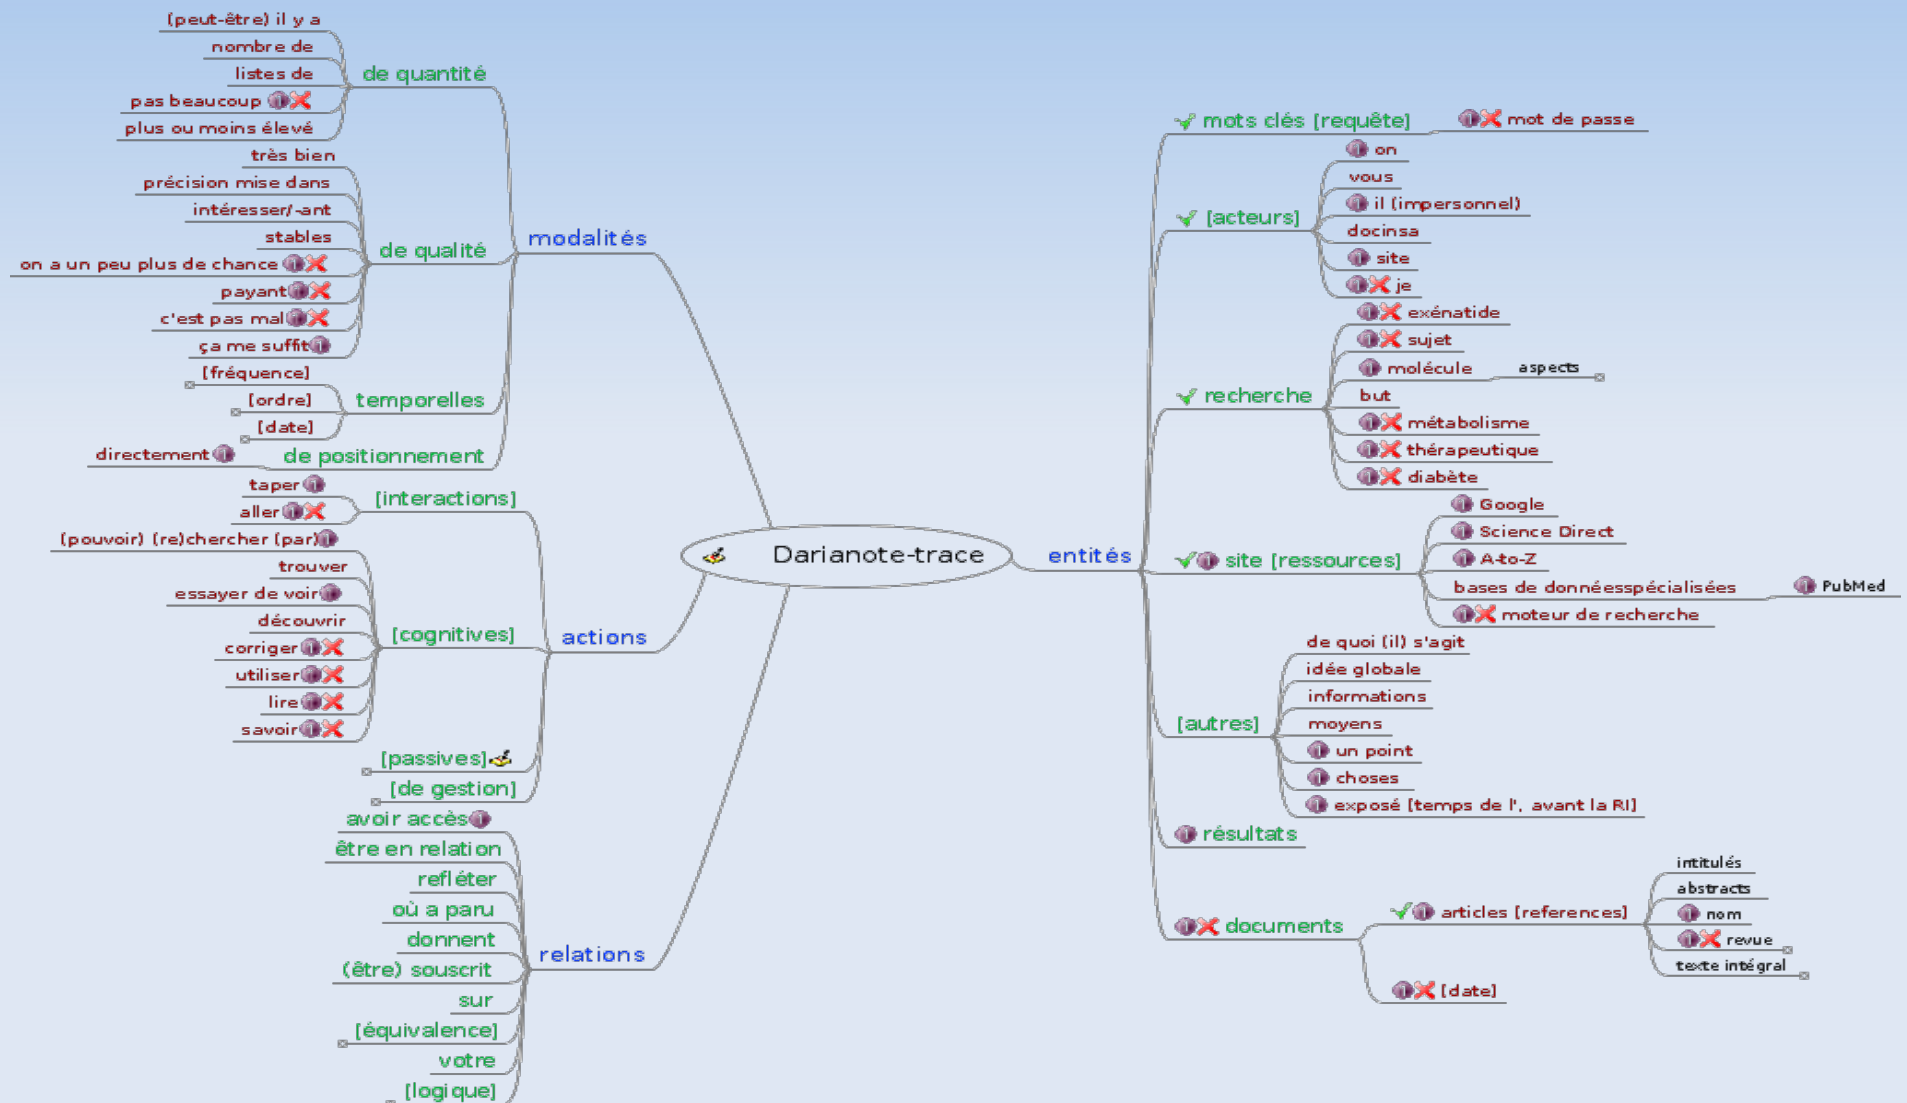 (peut-être) il y a
nombre de
listes de
pas beaucoup
plus ou moins élevé
de quantité
très bien
précision mise dans
intéresser/-ant
stables
on a un peu plus de chance
payant
c'est pas mal
ça me suffit
de qualité
[fréquence]
[ordre]
[date]
temporelles
directement
de positionnement
modalités
taper
aller
[interactions]
(pouvoir) (re)chercher (par)
trouver
essayer de voir
découvrir
corriger
utiliser
lire
savoir
[cognitives]
[passives]
[de gestion]
actions
avoir accès
être en relation
refléter
où a paru
donnent
(être) souscrit
sur
[équivalence]
votre
[logique]
relations
Darianote-trace
entités
mots clés [requête]
mot de passe
[acteurs]
on
vous
il (impersonnel)
docinsa
site
je
recherche
exénatide
sujet
molécule
aspects
but
métabolisme
thérapeutique
diabète
site [ressources]
Google
Science Direct
A-to-Z
bases de donnéesspécialisées
PubMed
moteur de recherche
[autres]
de quoi (il) s'agit
idée globale
informations
moyens
un point
choses
exposé [temps de l', avant la RI]
résultats
documents
articles [references]
intitulés
abstracts
nom
revue
texte intégral
[date]